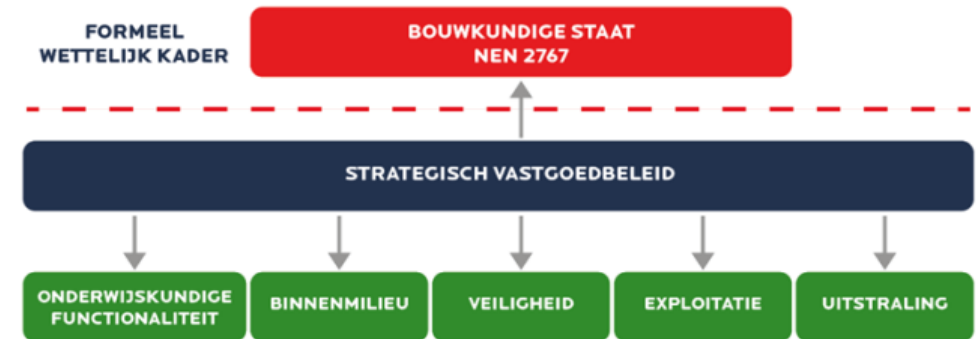 FORMEEL
WETTELIJK KADER
BOUWKUNDIGE STAAT
NEN 2767
STRATEGISCH VASTGOEDBELEID
ONDERWIJSKUNDIGE
FUNCTIONALITEIT
BINNENMILIEU
VEILIGHEID
EXPLOITATIE
UITSTRALING